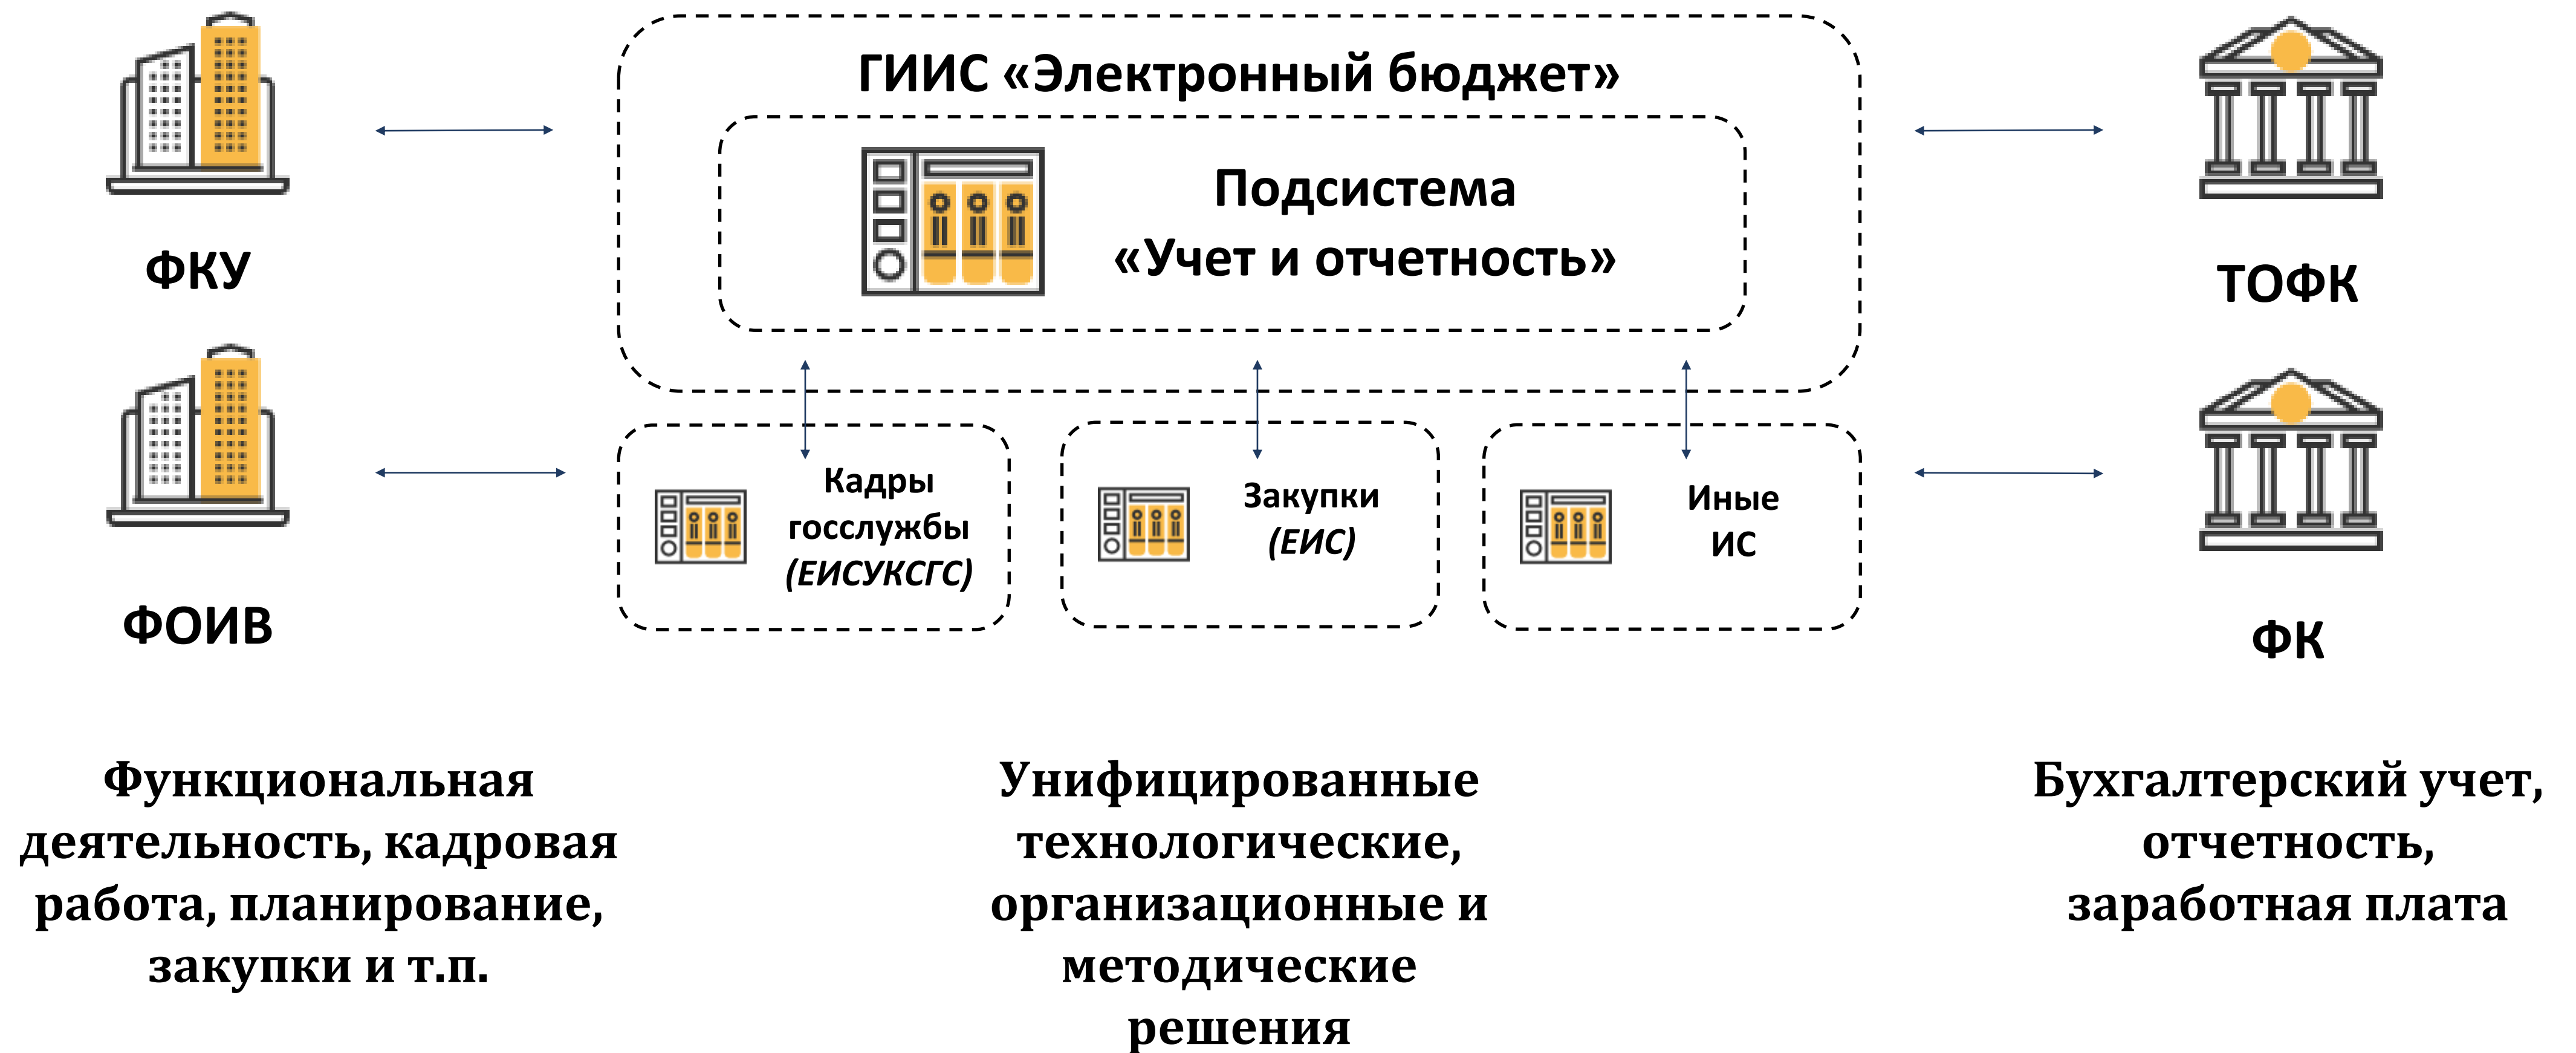 ГИИС «Электронный бюджет»
Подсистема
«Учет и отчетность»
ФКУ
ТОФК
ФОИВ
Кадры
госслужбы
(ЕИСУКСГС)
Закупки
(ЕИС)
Иные
ИС
ФК
Функциональная
деятельность, кадровая
работа, планирование,
закупки и т.п.
Унифицированные
технологические,
организационные и
методические
решения
Бухгалтерский учет,
отчетность,
заработная плата